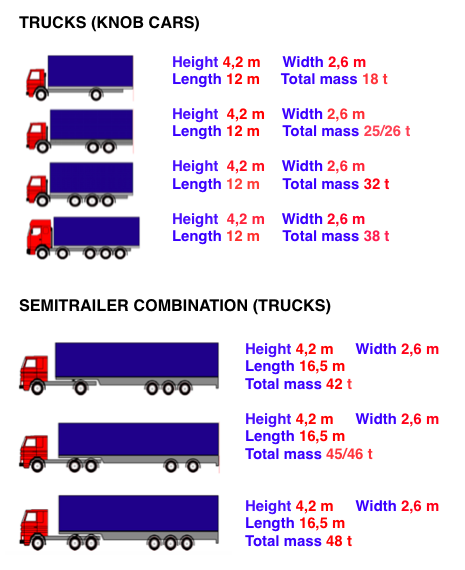 TRUCKS (KNOB CARS)
Height 4,2 m Width 2,6 m
Length 12 m Total mass 18 t
Height 4,2 m Width 2,6 m
Length 12 m Total mass 25/26 t
Height 4,2 m Width 2,6 m
Length 12 m Total mass 32 t
Height 4,2 m Width 2,6 m
Length 12 m Total mass 38 t
SEMITRAILER COMBINATION (TRUCKS)
Height 4,2 m Width 2,6 m
Length 16,5 m
Total mass 42 t
Height 4,2 m Width 2,6 m
Length 16,5 m
Total mass 45/46 t
Height 4,2 m Width 2,6 m
Length 16,5 m
Total mass 48 t